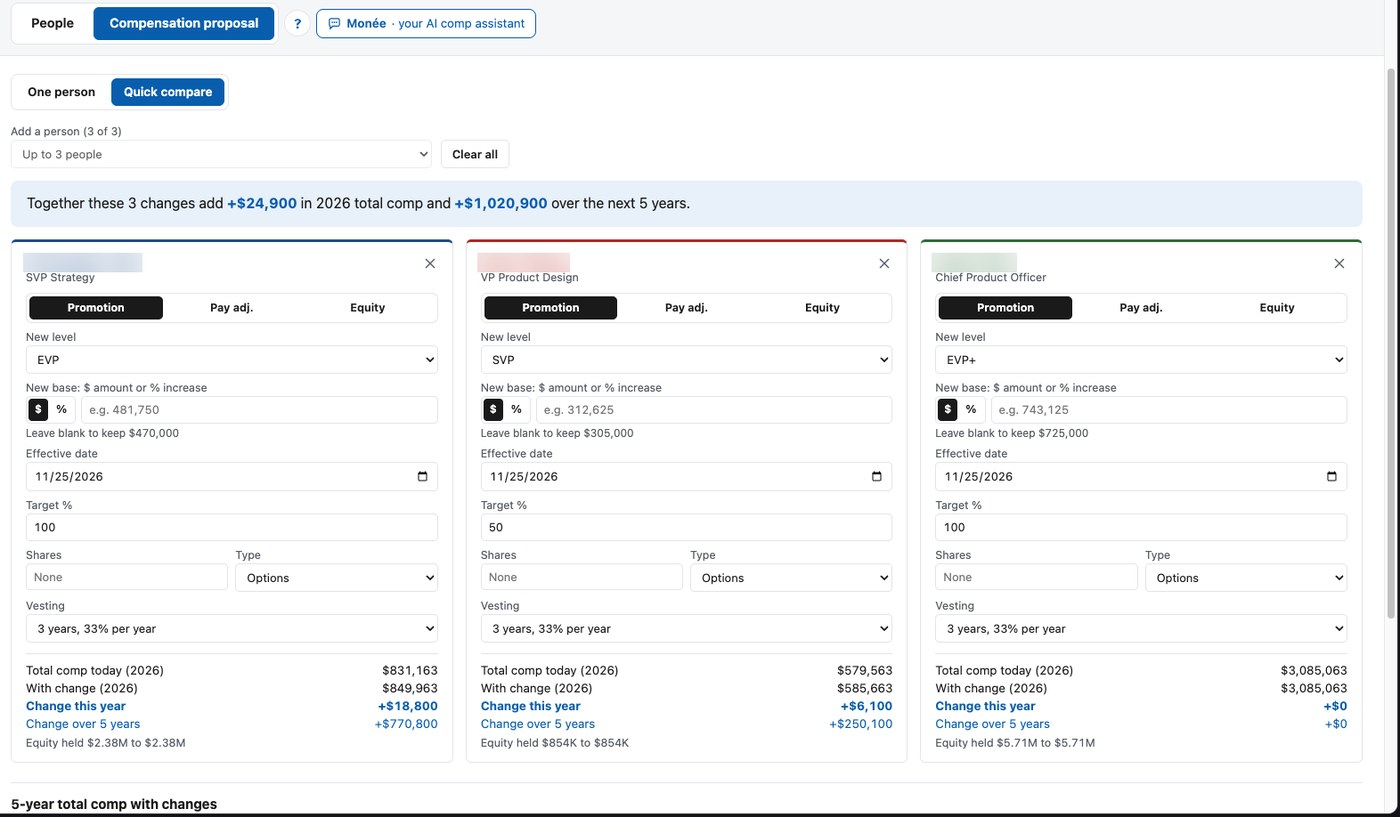 People
Compensation proposal
?
Monée · your AI comp assistant
One person
Quick compare
Add a person (3 of 3)
Up to 3 people
Clear all
Together these 3 changes add +$24,900 in 2026 total comp and +$1,020,900 over the next 5 years.
SVP Strategy
Promotion
Pay adj.
Equity
New level
EVP
New base: $ amount or % increase
$ % e.g. 481,750
Leave blank to keep $470,000
Effective date
11/25/2026
Target %
100
Shares Type
None Options
Vesting
3 years, 33% per year
Total comp today (2026) $831,163
With change (2026) $849,963
Change this year +$18,800
Change over 5 years +$770,800
Equity held $2.38M to $2.38M
VP Product Design
Promotion
Pay adj.
Equity
New level
SVP
New base: $ amount or % increase
$ % e.g. 312,625
Leave blank to keep $305,000
Effective date
11/25/2026
Target %
50
Shares Type
None Options
Vesting
3 years, 33% per year
Total comp today (2026) $579,563
With change (2026) $585,663
Change this year +$6,100
Change over 5 years +$250,100
Equity held $854K to $854K
Chief Product Officer
Promotion
Pay adj.
Equity
New level
EVP+
New base: $ amount or % increase
$ % e.g. 743,125
Leave blank to keep $725,000
Effective date
11/25/2026
Target %
100
Shares Type
None Options
Vesting
3 years, 33% per year
Total comp today (2026) $3,085,063
With change (2026) $3,085,063
Change this year +$0
Change over 5 years +$0
Equity held $5.71M to $5.71M
5-year total comp with changes